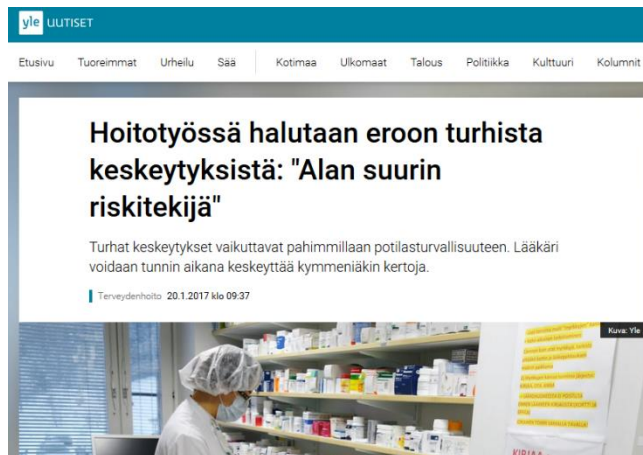 yle UUTISET
Etusivu Tuoreimmat Urheilu Sää Kotimaa Ulkomaat Talous Politiikka Kulttuuri Kolumnit
Hoitotyössä halutaan eroon turhista
keskeytyksistä: "Alan suurin
riskitekijä"
Turhat keskeytykset vaikuttavat pahimmillaan potilasturvallisuuteen. Lääkäri
voidaan tunnin aikana keskeyttää kymmeniäkin kertoja.
Terveydenhoito 20.1.2017 klo 09:37
Kuva: Yle